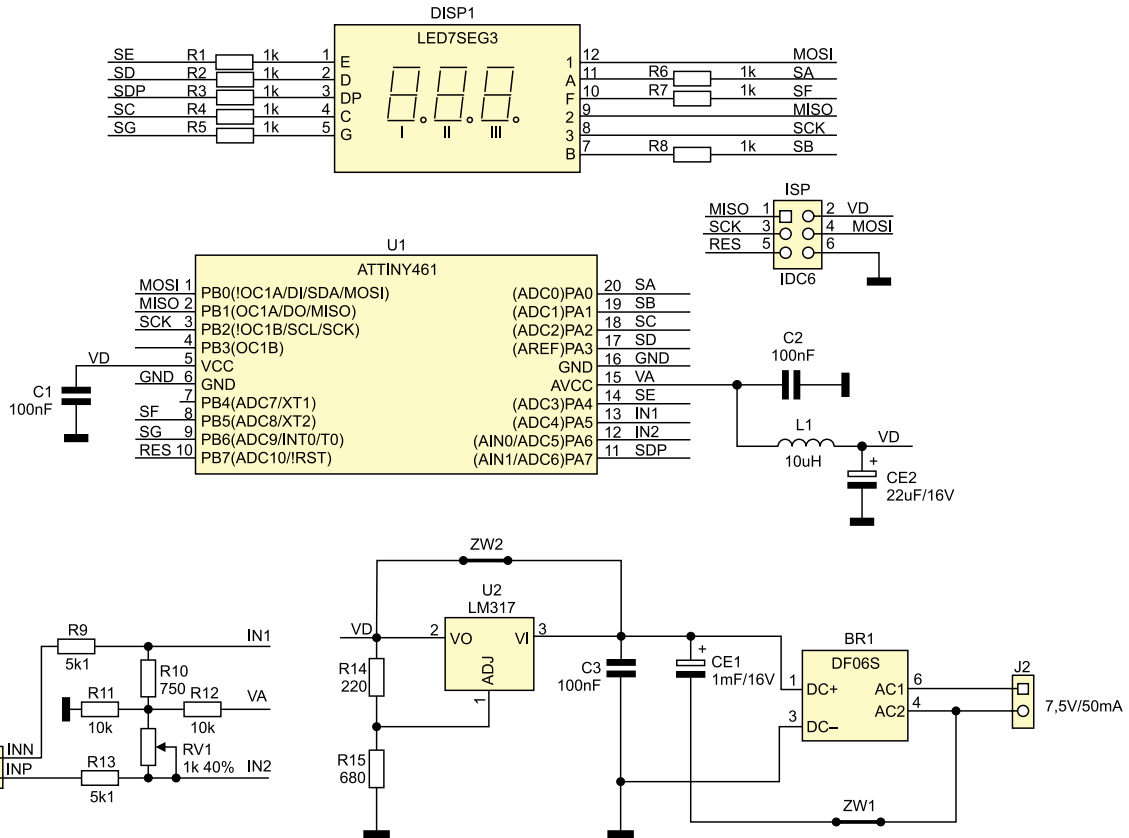 DISP1
LED7SEG3
SE R1 1k 1 E
SD R2 1k 2 D
SDP R3 1k 3 DP
SC R4 1k 4 C
SG R5 1k 5 G
I II III
1 12 MOSI
A 11 R6 1k SA
F 10 R7 1k SF
2 9 MISO
3 8 SCK
B 7 R8 1k SB
ISP
MISO 1 2 VD
SCK 3 4 MOSI
RES 5 6
IDC6
U1
ATTINY461
MOSI 1 PB0(!OC1A/DI/SDA/MOSI)
MISO 2 PB1(OC1A/DO/MISO)
SCK 3 PB2(!OC1B/SCL/SCK)
4 PB3(OC1B)
VD 5 VCC
GND 6 GND
7 PB4(ADC7/XT1)
SF 8 PB5(ADC8/XT2)
SG 9 PB6(ADC9/INT0/T0)
RES 10 PB7(ADC10/!RST)
(ADC0)PA0 20 SA
(ADC1)PA1 19 SB
(ADC2)PA2 18 SC
(AREF)PA3 17 SD
GND 16 GND
AVCC 15 VA
(ADC3)PA4 14 SE
(ADC4)PA5 13 IN1
(AIN0/ADC5)PA6 12 IN2
(AIN1/ADC6)PA7 11 SDP
C1
100nF
C2
100nF
L1
10uH
VD
+
CE2
22uF/16V
ZW2
U2
LM317
VD 2 VO VI 3
ADJ
1
R14
220
R15
680
C3
100nF
+
CE1
1mF/16V
BR1
DF06S
1 DC+
3 DC–
AC1 6
AC2 4
J2
7,5V/50mA
ZW1
R9
5k1
IN1
R10
750
R11
10k
R12
10k
VA
RV1
1k 40%
INN
INP
R13
5k1
IN2